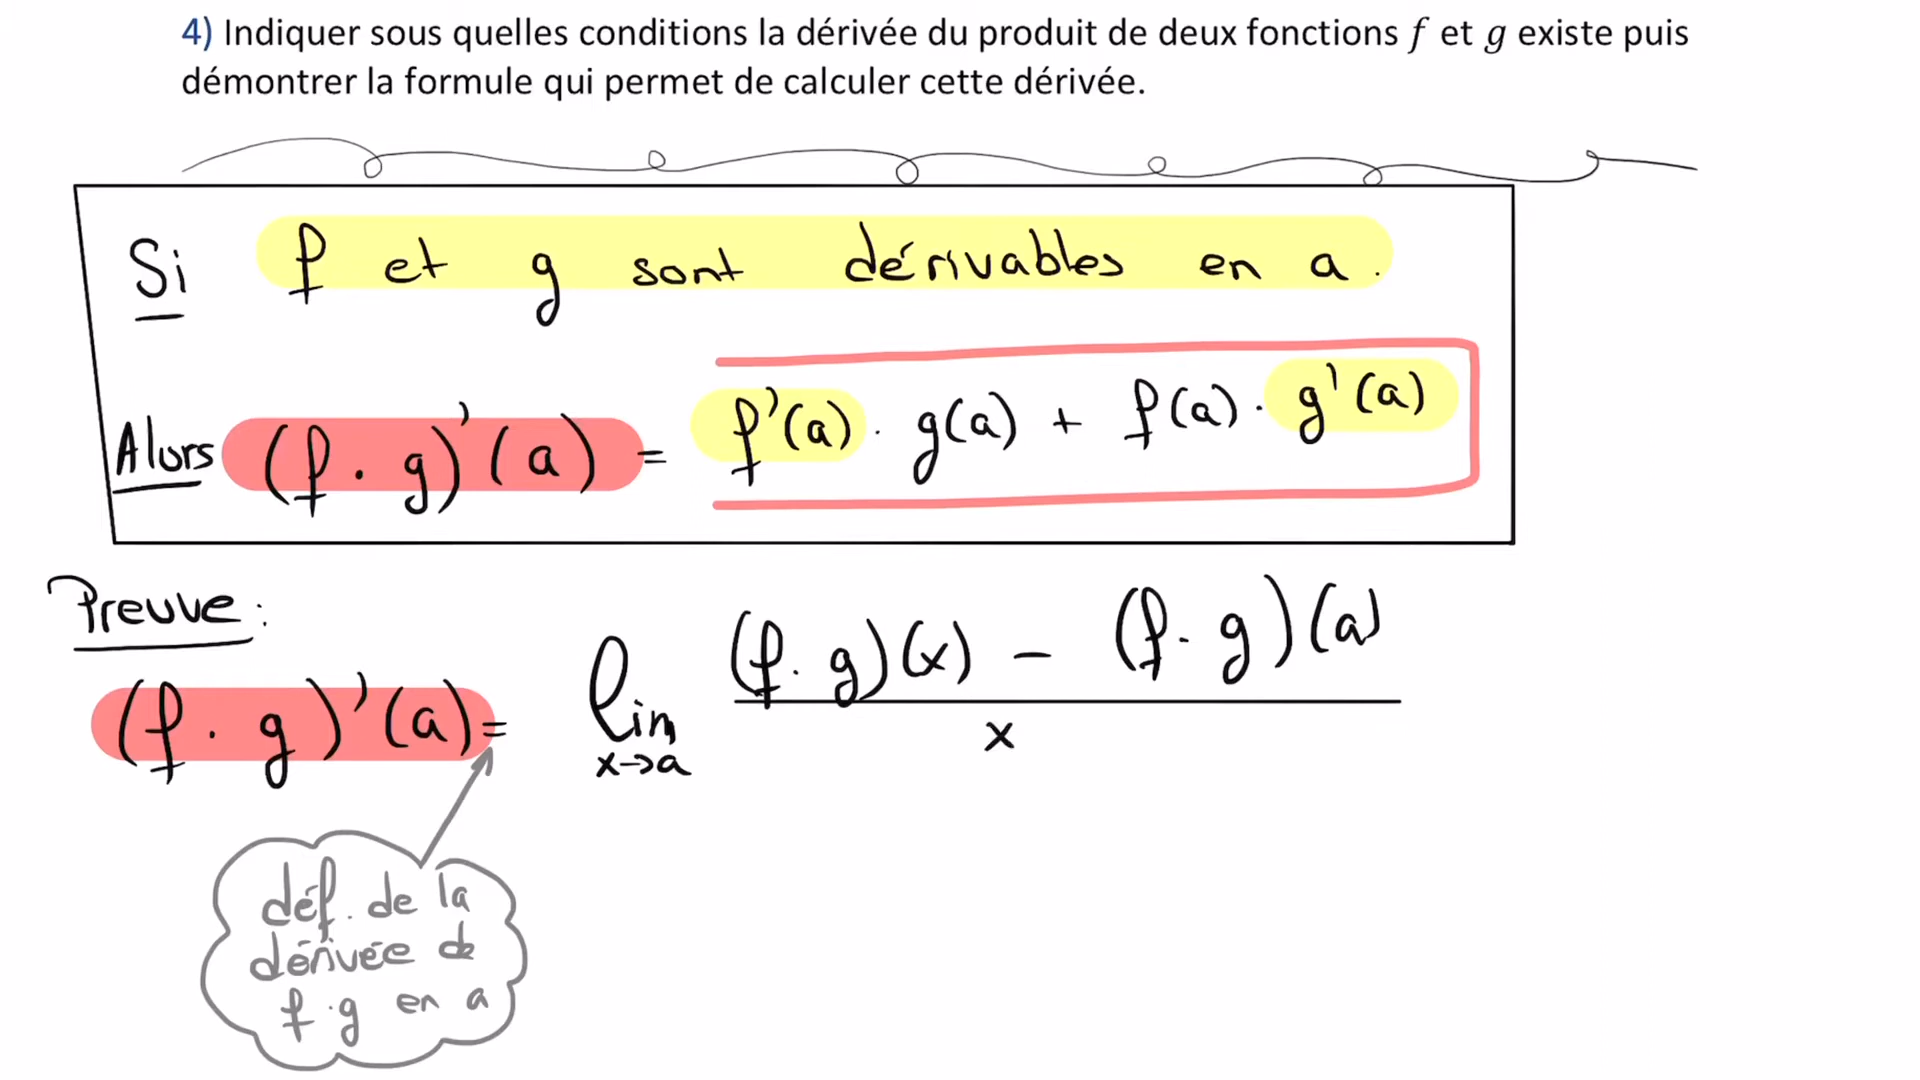 4) Indiquer sous quelles conditions la dérivée du produit de deux fonctions f et g existe puis
démontrer la formule qui permet de calculer cette dérivée.
Si f et g sont dérivables en a.
Alors (f · g)'(a) = f'(a) · g(a) + f(a) · g'(a)
Preuve :
(f · g)'(a) = lim x→a (f · g)(x) − (f · g)(a)
x
déf. de la
dérivée de
f · g en a